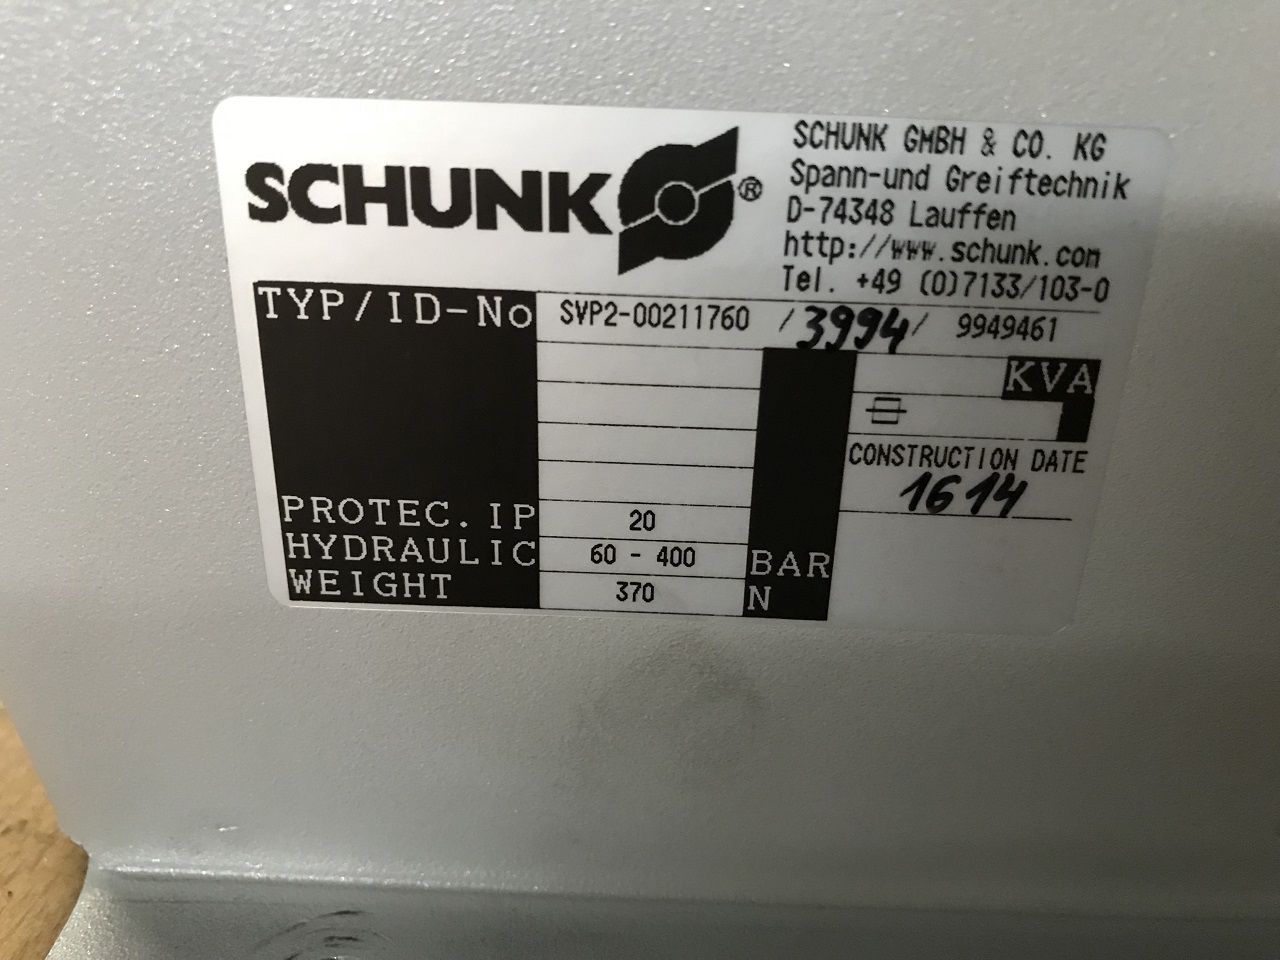 SCHUNK ®
SCHUNK GMBH & CO. KG
Spann-und Greiftechnik
D-74348 Lauffen
http://www.schunk.com
Tel. +49 (0)7133/103-0
TYP/ID-No SVP2-00211760 /3994/ 9949461
KVA
CONSTRUCTION DATE
1614
PROTEC. IP 20
HYDRAULIC 60 - 400 BAR
WEIGHT 370 N